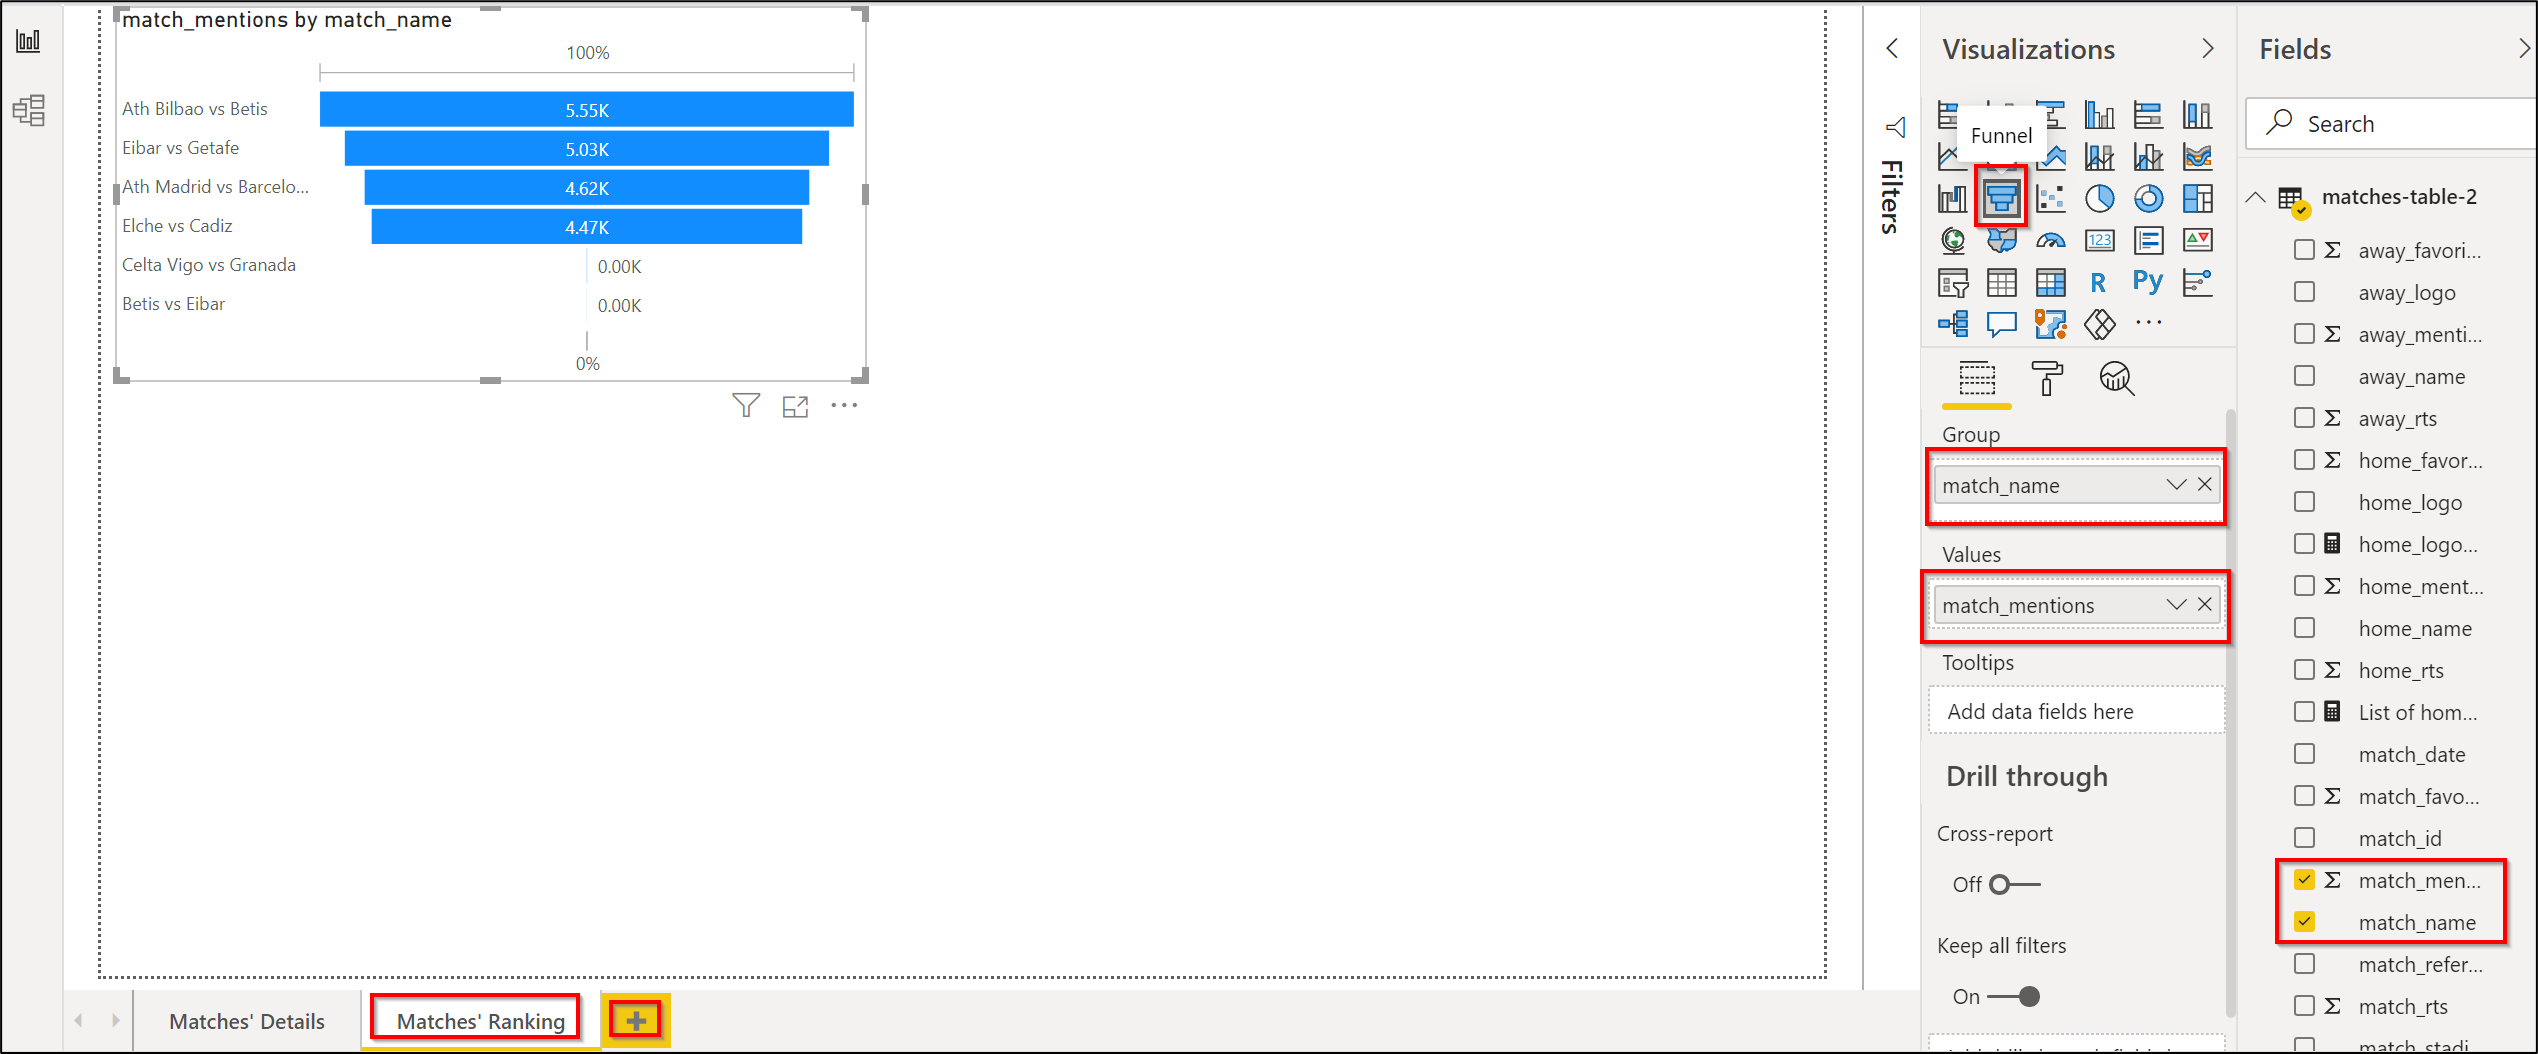 match_mentions by match_name
100%
Ath Bilbao vs Betis
5.55K
Eibar vs Getafe
5.03K
Ath Madrid vs Barcelo...
4.62K
Elche vs Cadiz
4.47K
Celta Vigo vs Granada
0.00K
Betis vs Eibar
0.00K
0%
Matches' Details
Matches' Ranking
Filters
Visualizations
Funnel
123
R
Py
Group
match_name
Values
match_mentions
Tooltips
Add data fields here
Drill through
Cross-report
Off
Keep all filters
On
Fields
Search
matches-table-2
away_favori...
away_logo
away_menti...
away_name
away_rts
home_favor...
home_logo
home_logo...
home_ment...
home_name
home_rts
List of hom...
match_date
match_favo...
match_id
match_men...
match_name
match_refer...
match_rts
match_stadi...